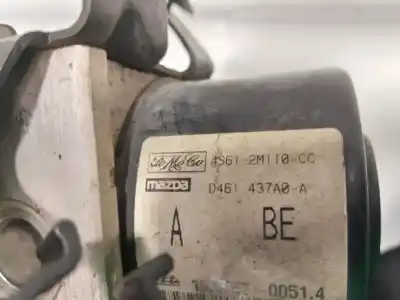 FoMoCo 4S61-2M110-CC
mazda D461 437A0-A
A BE
0051.4